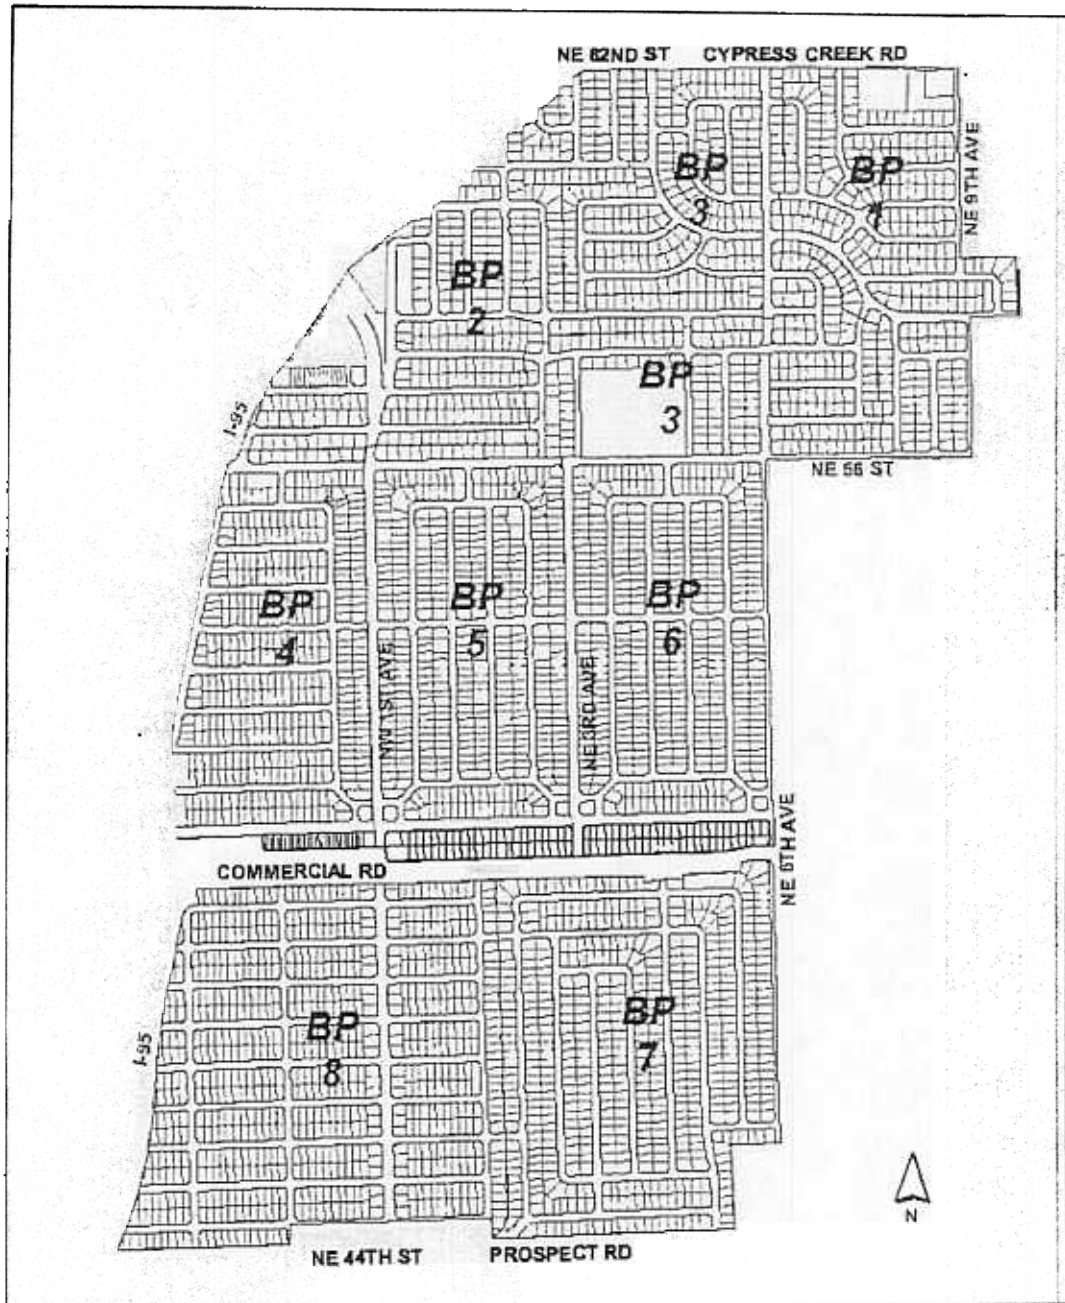 NE 62ND ST CYPRESS CREEK RD
NE 9TH AVE
BP
3
BP
1
BP
2
BP
3
I-95
NE 56 ST
BP
4
BP
5
BP
6
NW 1ST AVE
NE 3RD AVE
NE 6TH AVE
COMMERCIAL RD
BP
8
BP
7
I-95
N
NE 44TH ST PROSPECT RD